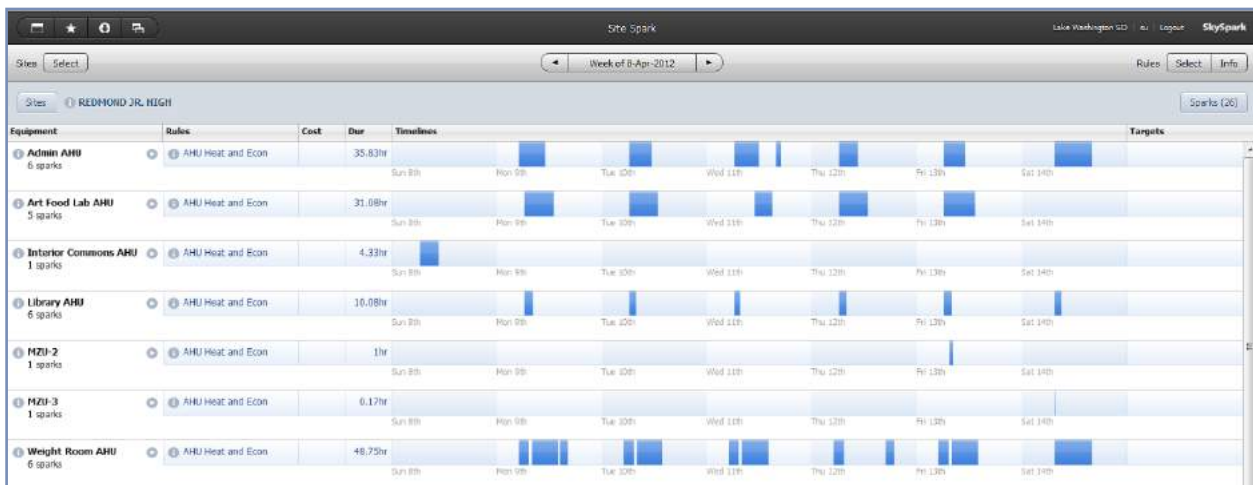 Site Spark
Lake Washington SD | su | Logout SkySpark
Sites Select Week of 8-Apr-2012 Rules Select Info
Sites REDMOND JR. HIGH Sparks (26)
Equipment Rules Cost Dur Timelines Targets
Admin AHU AHU Heat and Econ 35.83hr
6 sparks
Sun 8th Mon 9th Tue 10th Wed 11th Thu 12th Fri 13th Sat 14th
Art Food Lab AHU AHU Heat and Econ 31.08hr
5 sparks
Sun 8th Mon 9th Tue 10th Wed 11th Thu 12th Fri 13th Sat 14th
Interior Commons AHU AHU Heat and Econ 4.33hr
1 sparks
Sun 8th Mon 9th Tue 10th Wed 11th Thu 12th Fri 13th Sat 14th
Library AHU AHU Heat and Econ 10.08hr
6 sparks
Sun 8th Mon 9th Tue 10th Wed 11th Thu 12th Fri 13th Sat 14th
MZU-2 AHU Heat and Econ 1hr
1 sparks
Sun 8th Mon 9th Tue 10th Wed 11th Thu 12th Fri 13th Sat 14th
MZU-3 AHU Heat and Econ 0.17hr
1 sparks
Sun 8th Mon 9th Tue 10th Wed 11th Thu 12th Fri 13th Sat 14th
Weight Room AHU AHU Heat and Econ 48.75hr
6 sparks
Sun 8th Mon 9th Tue 10th Wed 11th Thu 12th Fri 13th Sat 14th